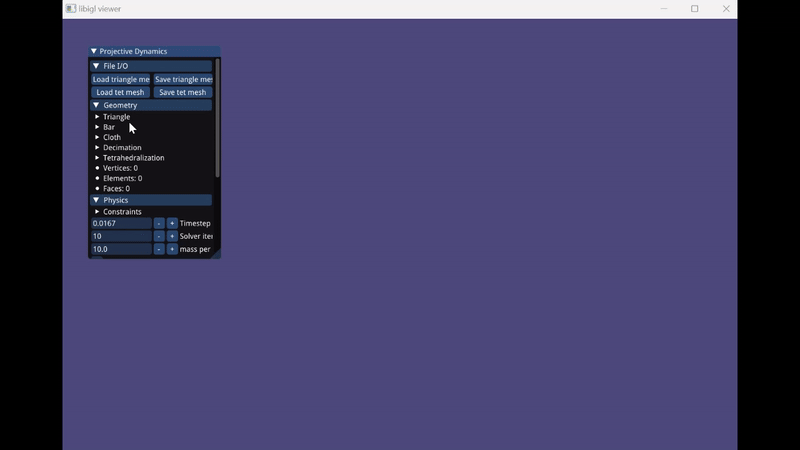 libigl viewer
Projective Dynamics
File I/O
Load triangle me Save triangle mes
Load tet mesh Save tet mesh
Geometry
Triangle
Bar
Cloth
Decimation
Tetrahedralization
Vertices: 0
Elements: 0
Faces: 0
Physics
Constraints
0.0167 - + Timestep
10 - + Solver iter
10.0 - + mass per